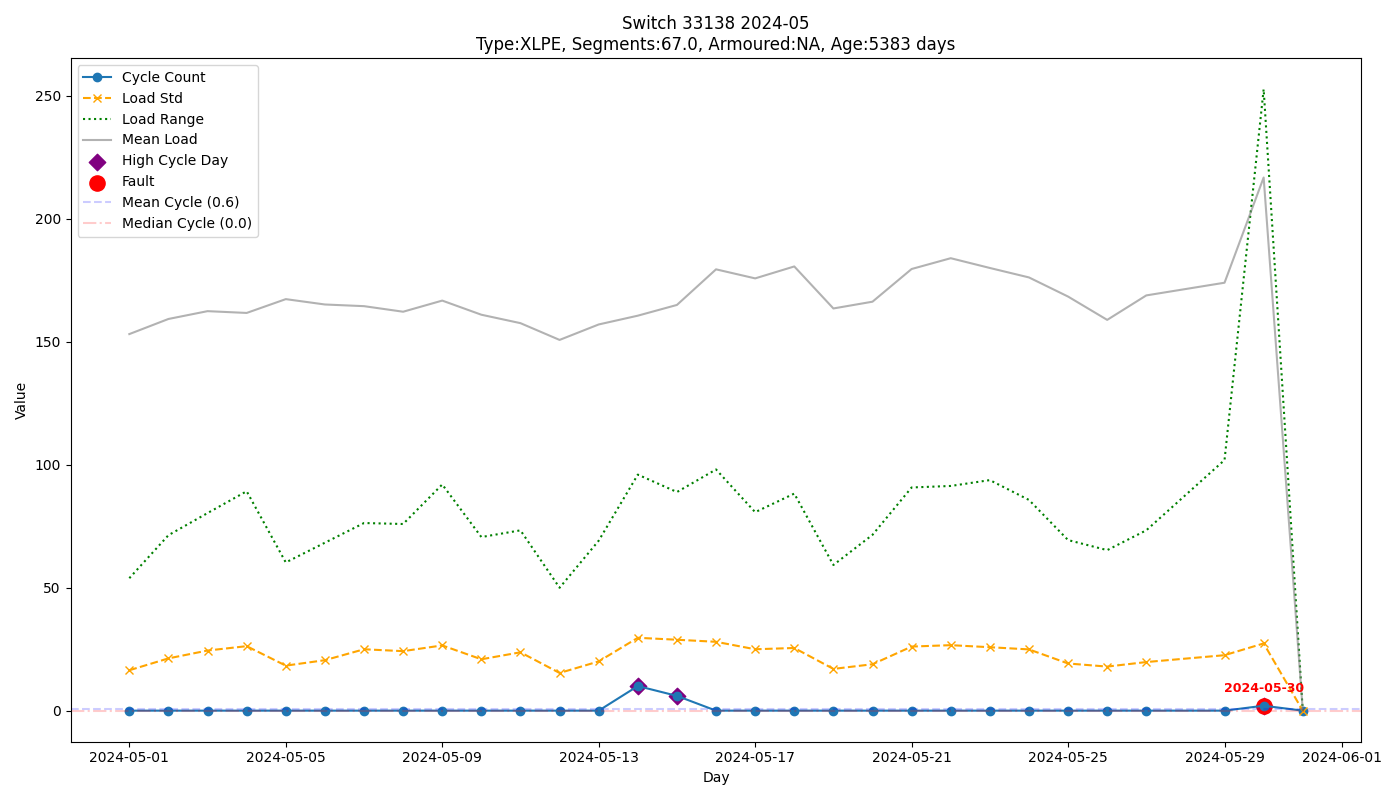 Switch 33138 2024-05
Type:XLPE, Segments:67.0, Armoured:NA, Age:5383 days
Cycle Count
Load Std
Load Range
Mean Load
High Cycle Day
Fault
Mean Cycle (0.6)
Median Cycle (0.0)
250
200
150
100
50
0
Value
2024-05-30
2024-05-01
2024-05-05
2024-05-09
2024-05-13
2024-05-17
2024-05-21
2024-05-25
2024-05-29
2024-06-01
Day